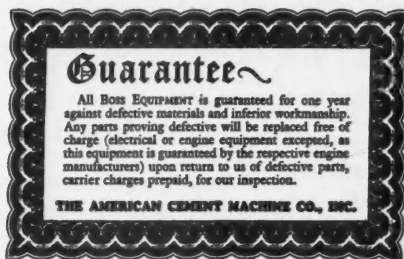 Guarantee
All BOSS EQUIPMENT is guaranteed for one year
against defective materials and inferior workmanship.
Any parts proving defective will be replaced free of
charge (electrical or engine equipment excepted, as
this equipment is guaranteed by the respective engine
manufacturers) upon return to us of defective parts,
carrier charges prepaid, for our inspection.
THE AMERICAN CEMENT MACHINE CO., INC.